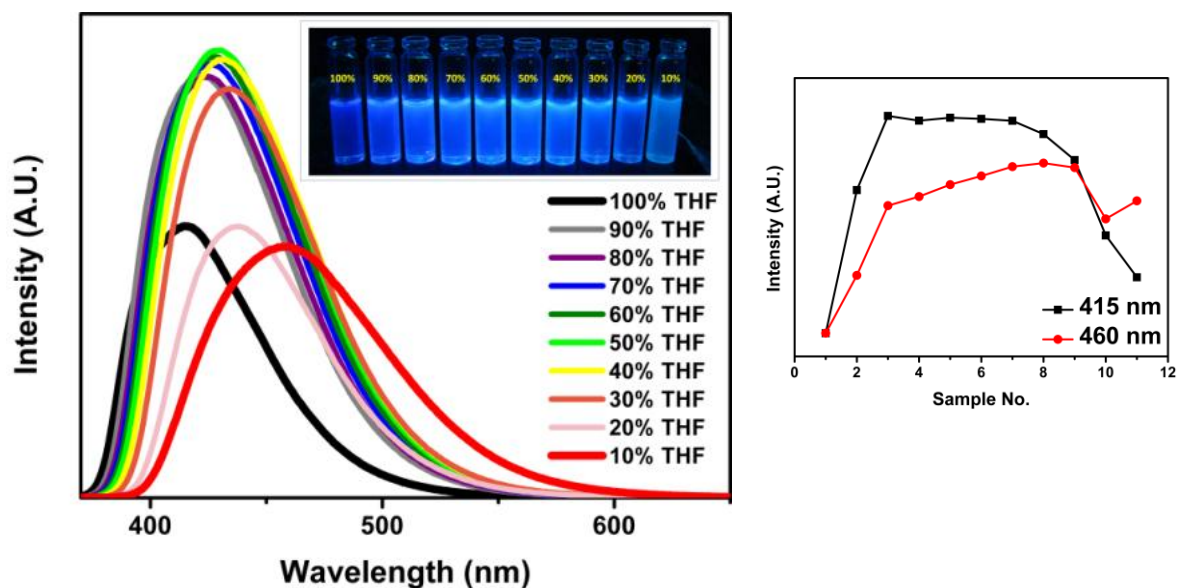 Intensity (A.U.)
100% 90% 80% 70% 60% 50% 40% 30% 20% 10%
100% THF
90% THF
80% THF
70% THF
60% THF
50% THF
40% THF
30% THF
20% THF
10% THF
400 500 600
Wavelength (nm)
Intensity (A.U.)
415 nm
460 nm
0 2 4 6 8 10 12
Sample No.